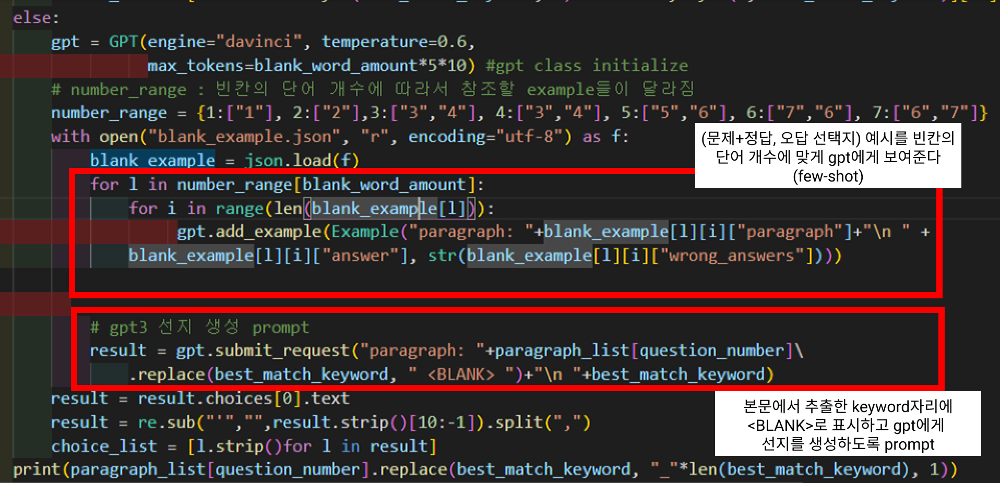 else:
gpt = GPT(engine="davinci", temperature=0.6,
max_tokens=blank_word_amount*5*10) #gpt class initialize
# number_range : 빈칸의 단어 개수에 따라서 참조할 example들이 달라짐
number_range = {1:["1"], 2:["2"],3:["3","4"], 4:["3","4"], 5:["5","6"], 6:["7","6"], 7:["6","7"]}
with open("blank_example.json", "r", encoding="utf-8") as f:
blank_example = json.load(f)
(문제+정답, 오답 선택지) 예시를 빈칸의
단어 개수에 맞게 gpt에게 보여준다
(few-shot)
for l in number_range[blank_word_amount]:
for i in range(len(blank_example[l])):
gpt.add_example(Example("paragraph: "+blank_example[l][i]["paragraph"]+"\n " +
blank_example[l][i]["answer"], str(blank_example[l][i]["wrong_answers"])))
# gpt3 선지 생성 prompt
result = gpt.submit_request("paragraph: "+paragraph_list[question_number]\
.replace(best_match_keyword, " <BLANK> ")+"\n "+best_match_keyword)
result = result.choices[0].text
result = re.sub("'","",result.strip()[10:-1]).split(",")
choice_list = [l.strip()for l in result]
본문에서 추출한 keyword자리에
<BLANK>로 표시하고 gpt에게
선지를 생성하도록 prompt
print(paragraph_list[question_number].replace(best_match_keyword, "_"*len(best_match_keyword), 1))